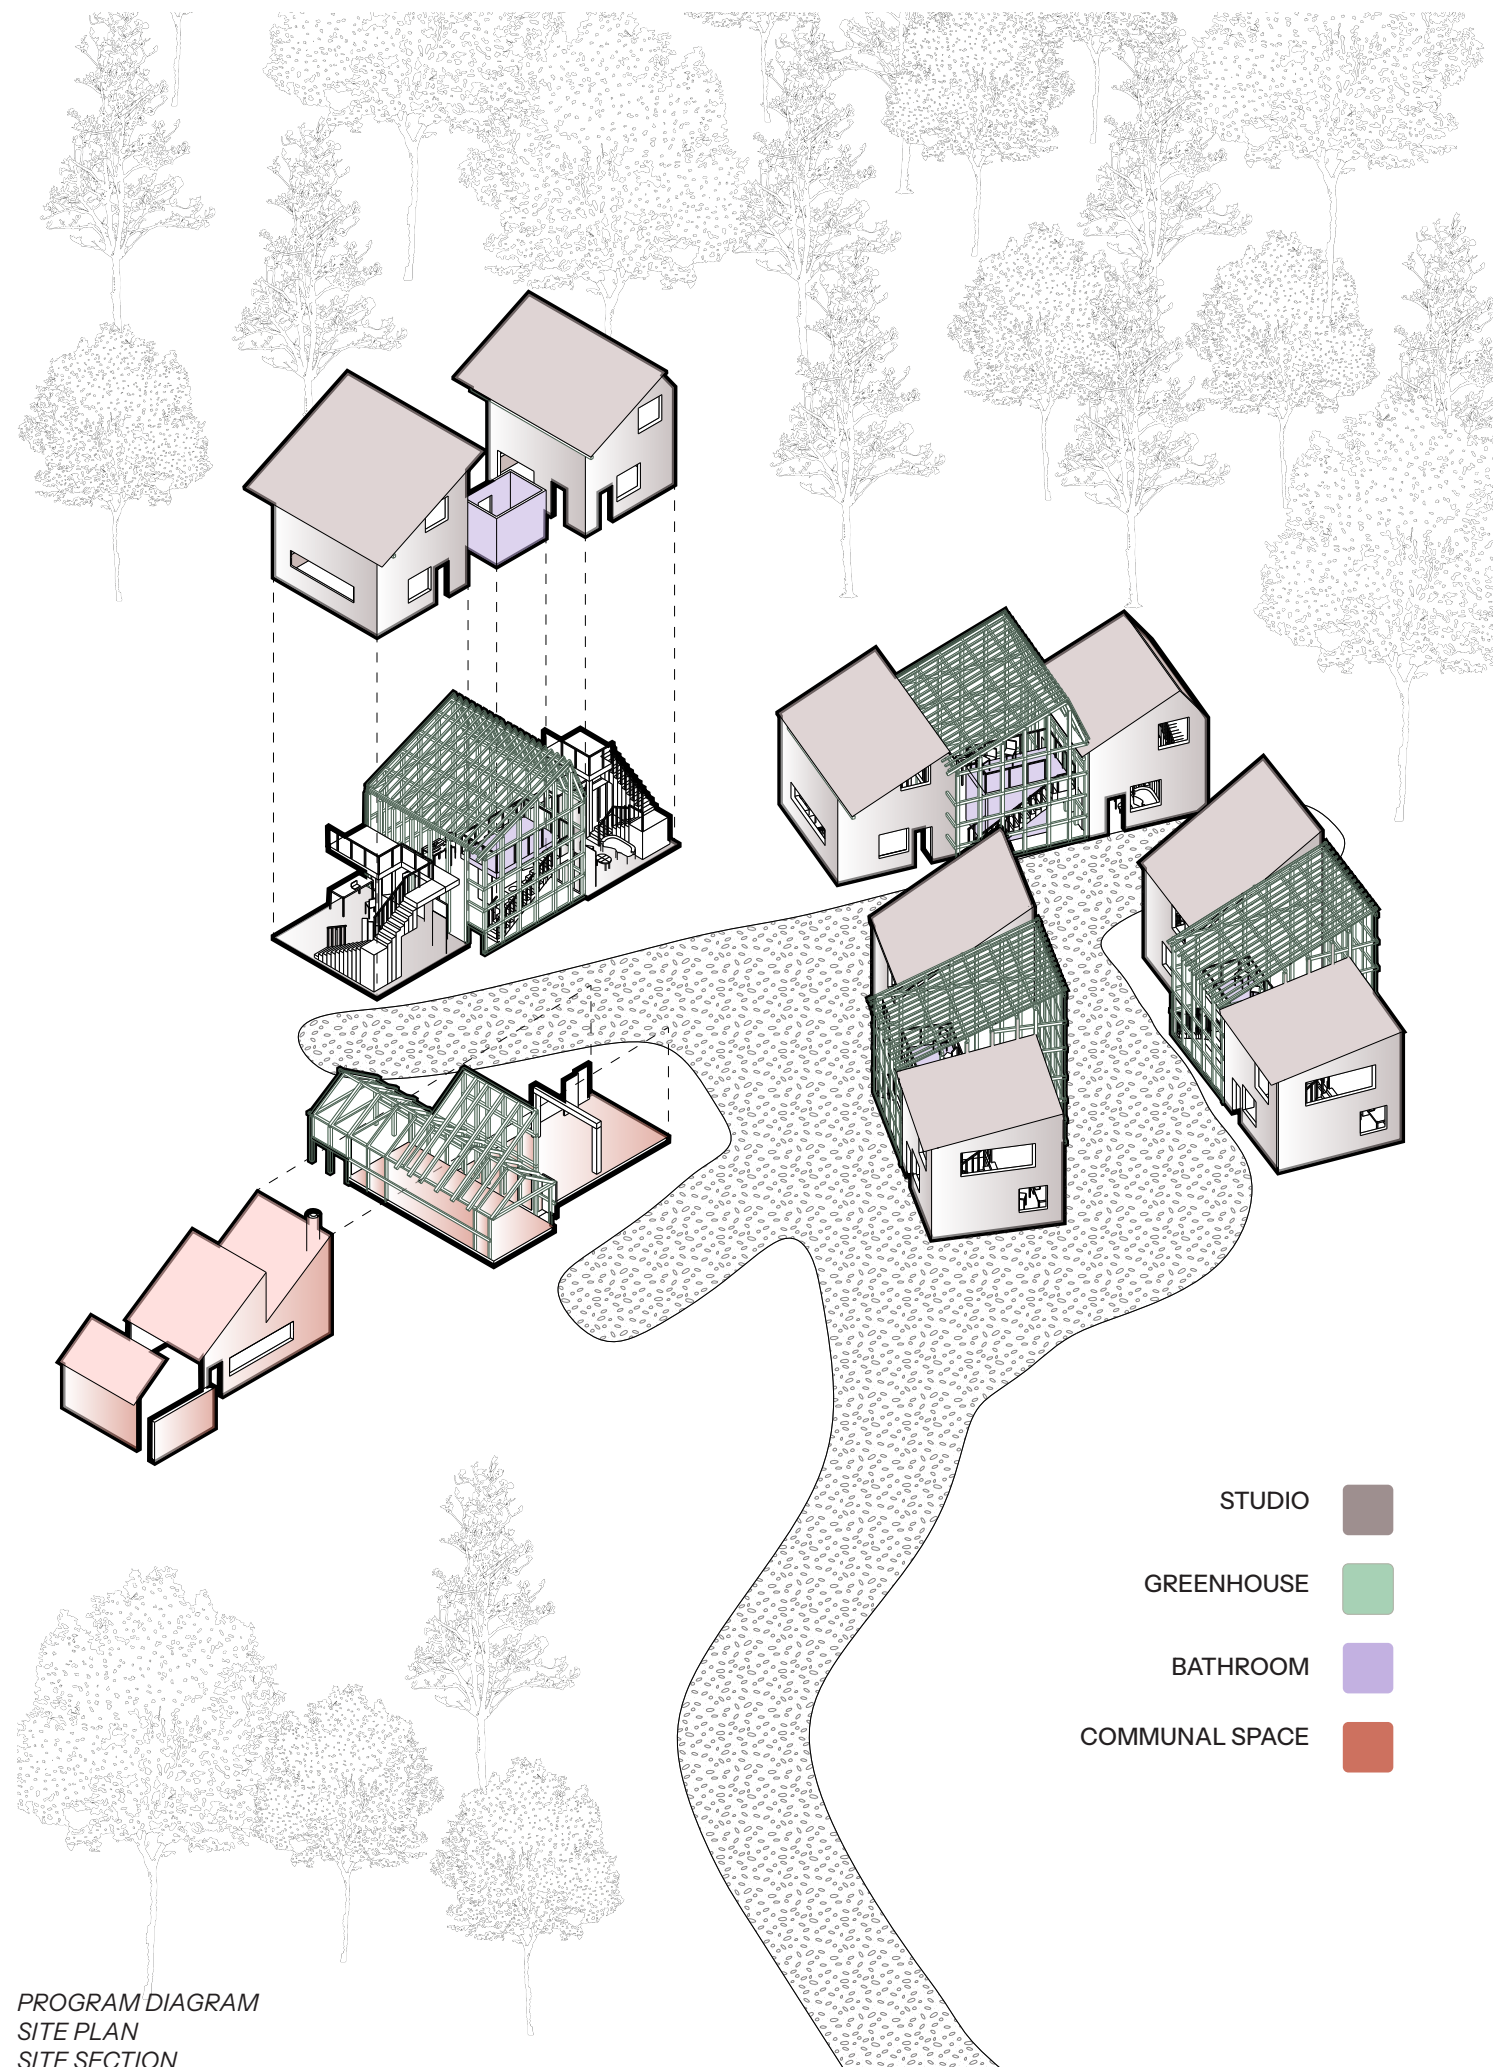 STUDIO
GREENHOUSE
BATHROOM
COMMUNAL SPACE
PROGRAM DIAGRAM
SITE PLAN
SITE SECTION